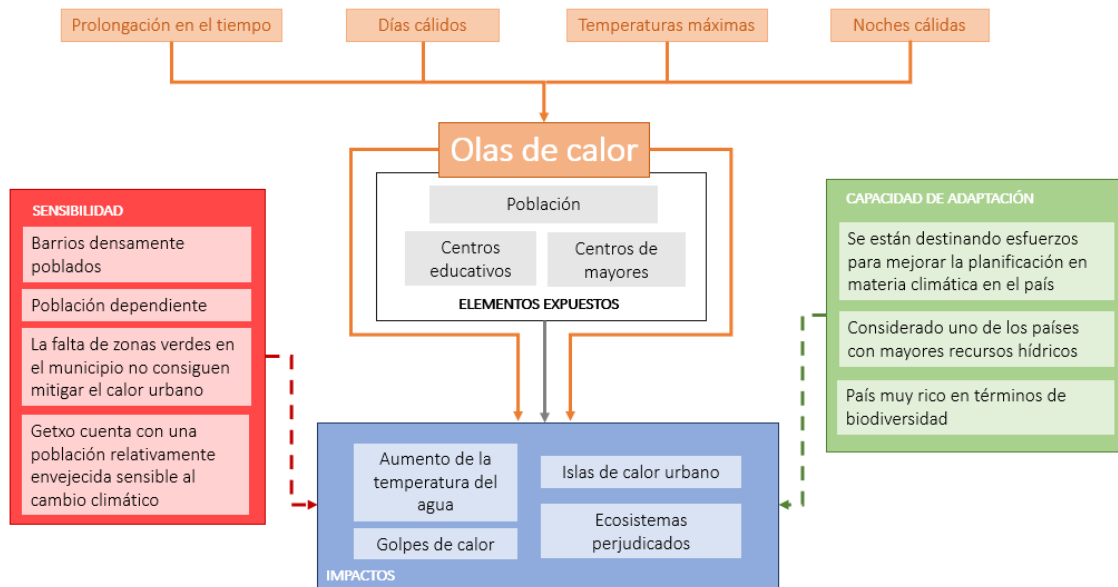 Prolongación en el tiempo
Días cálidos
Temperaturas máximas
Noches cálidas
Olas de calor
Población
Centros
educativos
Centros de
mayores
ELEMENTOS EXPUESTOS
SENSIBILIDAD
Barrios densamente
poblados
Población dependiente
La falta de zonas verdes en
el municipio no consiguen
mitigar el calor urbano
Getxo cuenta con una
población relativamente
envejecida sensible al
cambio climático
CAPACIDAD DE ADAPTACIÓN
Se están destinando esfuerzos
para mejorar la planificación en
materia climática en el país
Considerado uno de los países
con mayores recursos hídricos
País muy rico en términos de
biodiversidad
Aumento de la
temperatura del
agua
Golpes de calor
Islas de calor urbano
Ecosistemas
perjudicados
IMPACTOS